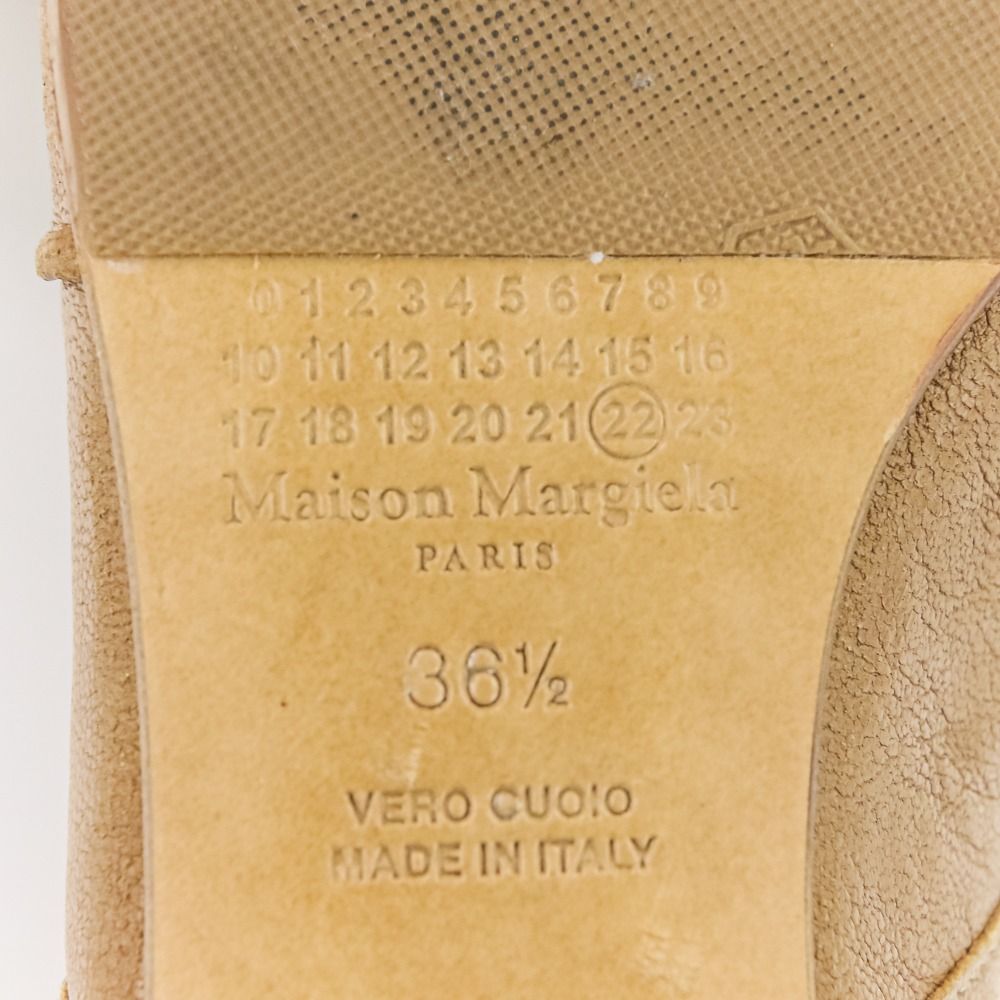 0 1 2 3 4 5 6 7 8 9
10 11 12 13 14 15 16
17 18 19 20 21 22 23
Maison Margiela
PARIS
36½
VERO CUOIO
MADE IN ITALY